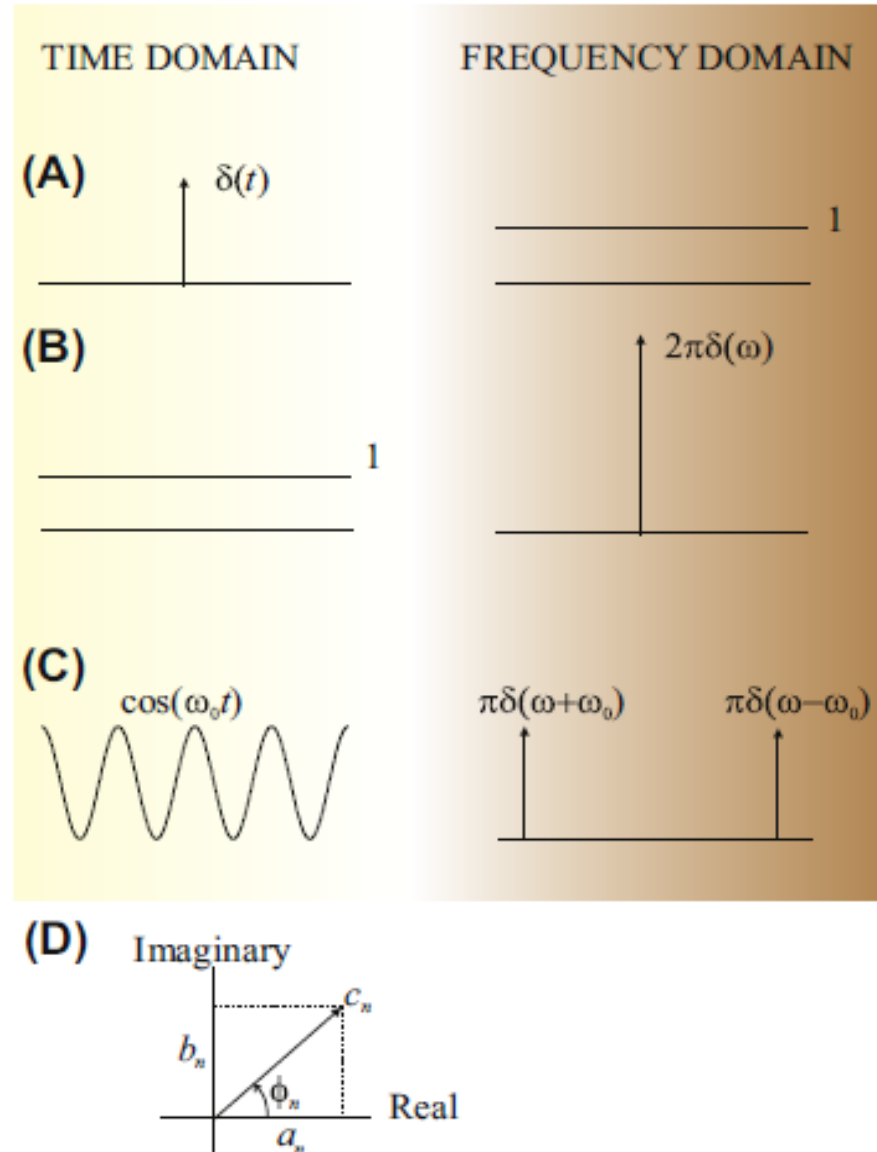 TIME DOMAIN FREQUENCY DOMAIN
(A)
δ(t)
1
(B)
2πδ(ω)
1
(C)
cos(ω₀t)
πδ(ω+ω₀) πδ(ω−ω₀)
(D)
Imaginary
cₙ
bₙ
ϕₙ
Real
aₙ